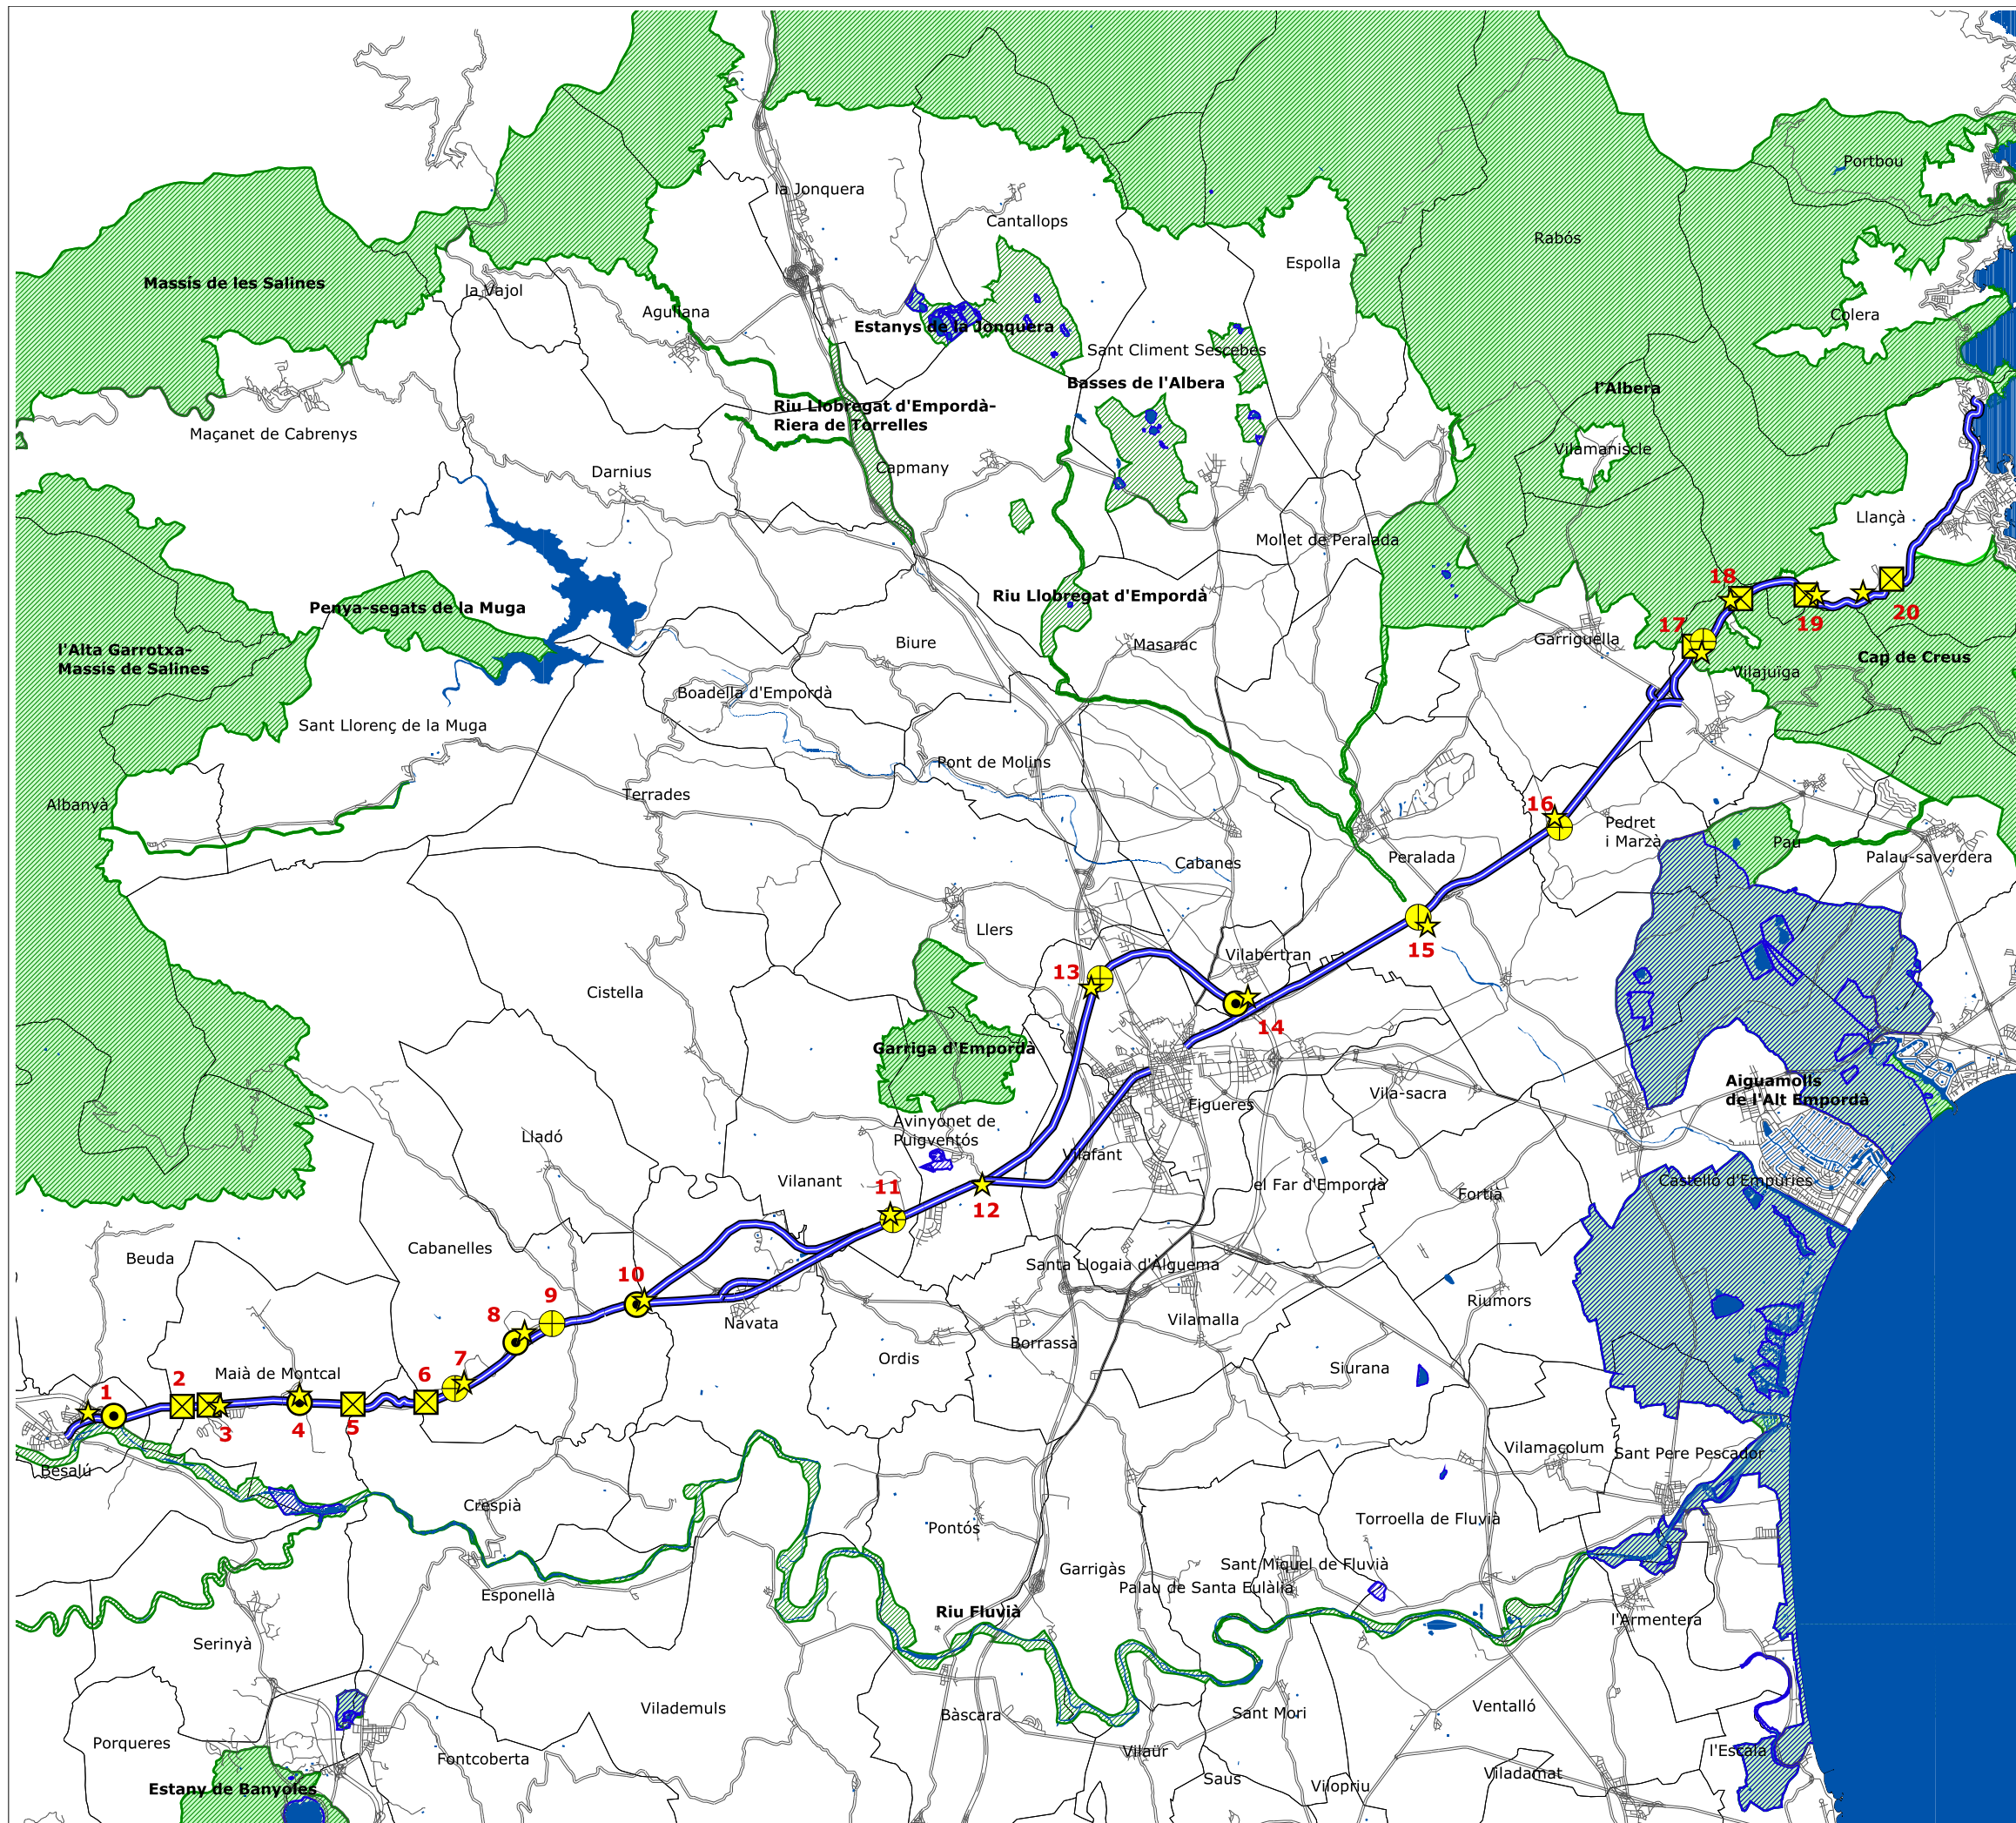 Portbou
la Jonquera
Cantallops
Rabós
Espolla
Massís de les Salines
la Vajol
Agullana
Colera
Estanys de la Jonquera
Sant Climent Sescebes
Basses de l'Albera
l'Albera
Riu Llobregat d'Empordà-
Riera de Torrelles
Maçanet de Cabrenys
Vilamaniscle
Darnius
Capmany
Llançà
Mollet de Peralada
18
Riu Llobregat d'Empordà
Penya-segats de la Muga
20
19
17
Garriguella
Biure
Masarac
l'Alta Garrotxa-
Massís de Salines
Cap de Creus
Vilajuïga
Boadella d'Empordà
Sant Llorenç de la Muga
Pont de Molins
Terrades
Albanyà
16
Pedret
i Marzà
Pau
Peralada
Palau-saverdera
Cabanes
Llers
15
Vilabertran
13
Cistella
14
Garriga d'Empordà
Aiguamolls
de l'Alt Empordà
Vila-sacra
Figueres
Avinyonet de
Puigventós
Lladó
Vilafant
Vilanant
11
el Far d'Empordà
Castelló d'Empúries
Fortià
12
Cabanelles
Beuda
Santa Llogaia d'Àlguema
10
9
Riumors
8
Navata
Vilamalla
Borrassà
Ordis
7
Siurana
6
Maià de Montcal
2
1
5
4
3
Vilamacolum
Sant Pere Pescador
Besalú
Crespià
Torroella de Fluvià
Pontós
Sant Miquel de Fluvià
Garrigàs
Palau de Santa Eulàlia
Esponellà
Riu Fluvià
l'Armentera
Serinyà
Vilademuls
Ventalló
Bàscara
Sant Mori
Porqueres
Fontcoberta
Vilaür
l'Escala
Viladamat
Saus
Vilopriu
Estany de Banyoles